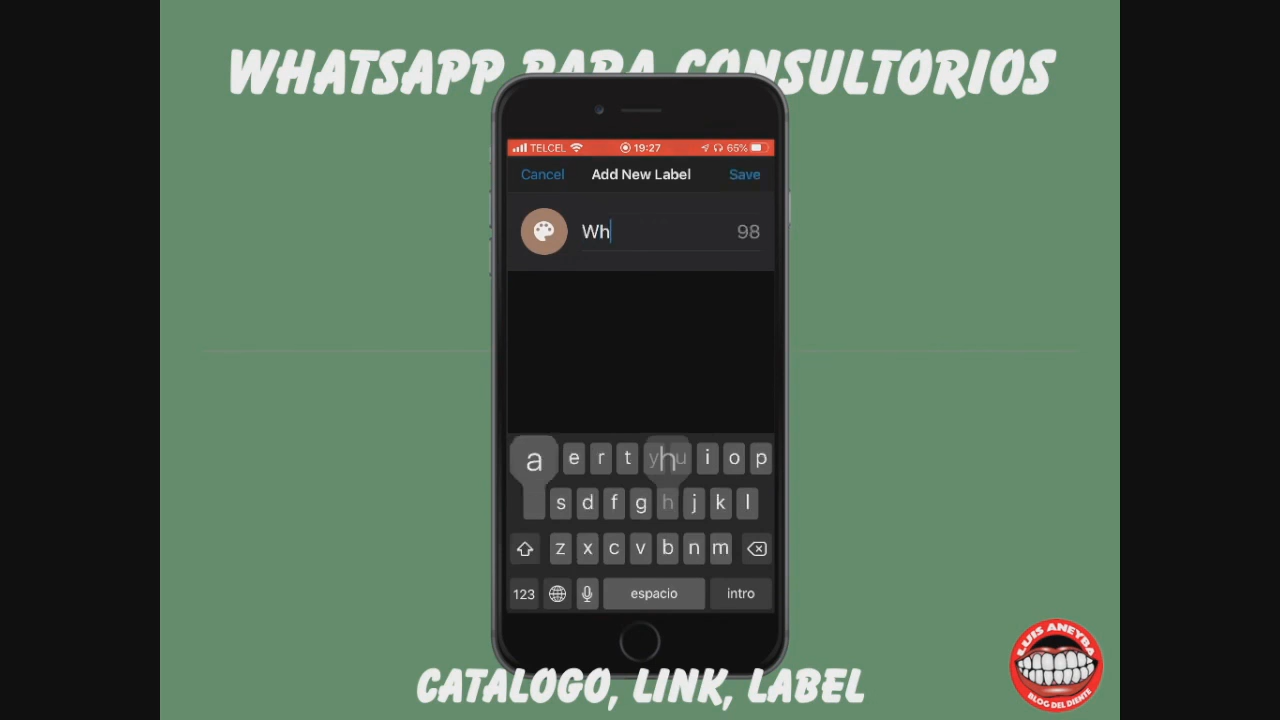 WHATSAPP PARA CONSULTORIOS
TELCEL 19:27 65%
Cancel Add New Label Save
Wh 98
a e r t y h u i o p
s d f g h j k l
z x c v b n m
123 espacio intro
CATALOGO, LINK, LABEL
LUIS ANEYBA
BLOG DEL DIENTE